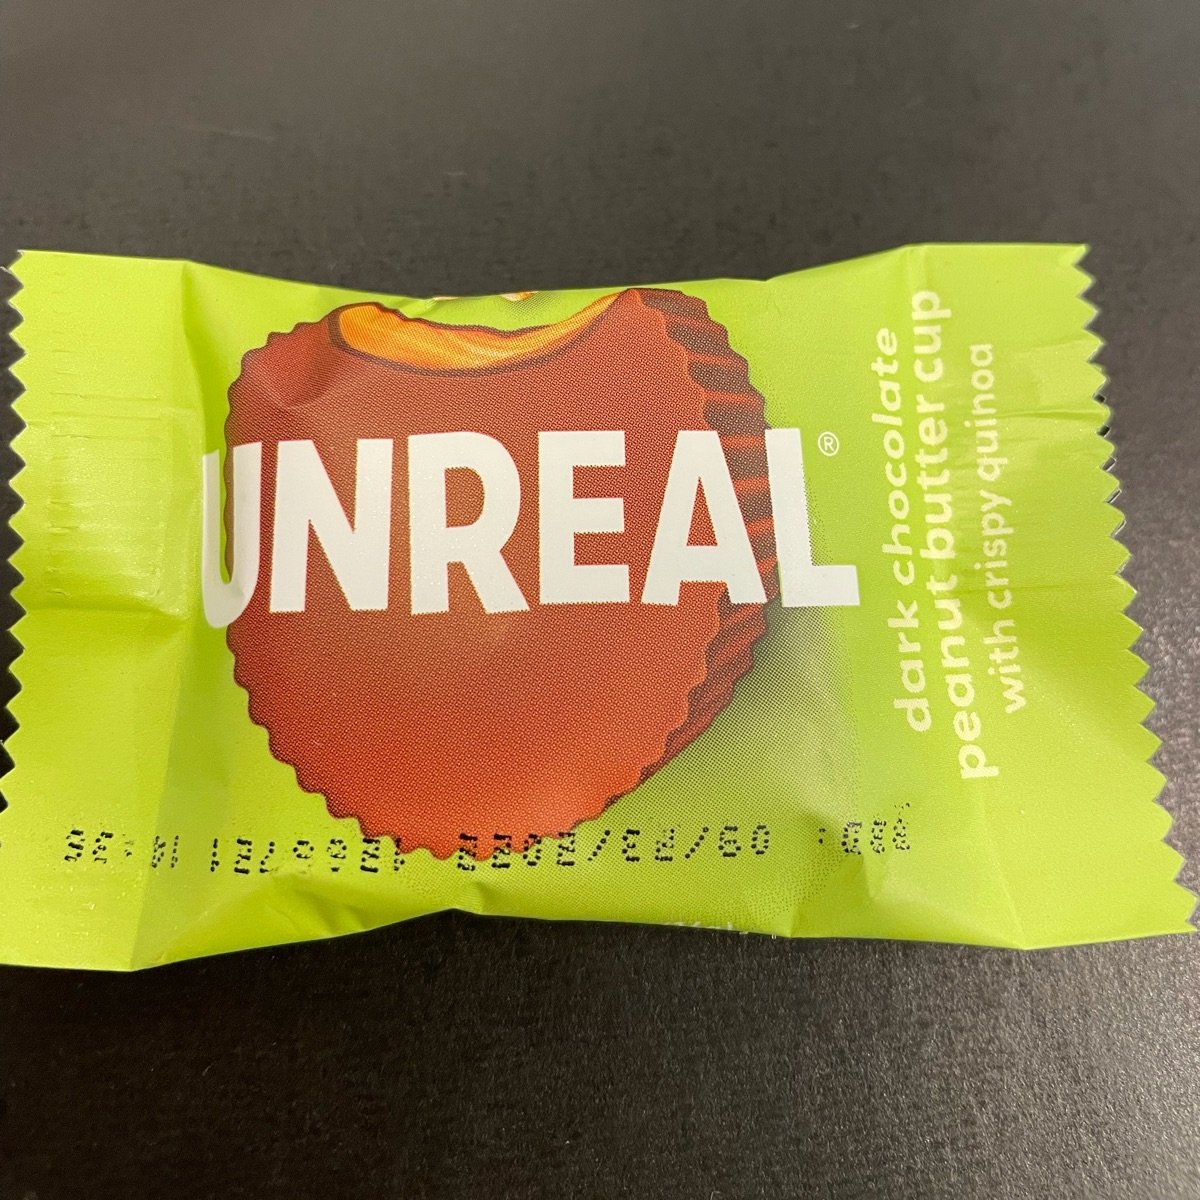 UNREAL®
dark chocolate
peanut butter cup
with crispy quinoa